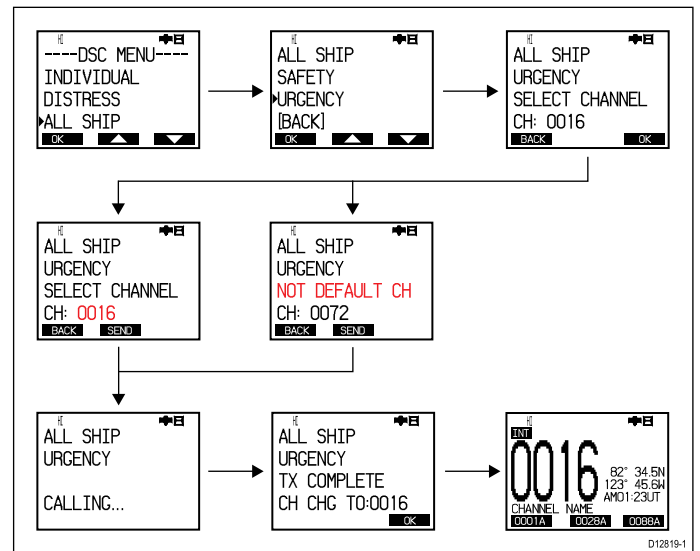 HI
----DSC MENU----
INDIVIDUAL
DISTRESS
ALL SHIP
OK
HI
ALL SHIP
SAFETY
URGENCY
[BACK]
OK
HI
ALL SHIP
URGENCY
SELECT CHANNEL
CH: 0016
BACK OK
HI
ALL SHIP
URGENCY
SELECT CHANNEL
CH: 0016
BACK SEND
HI
ALL SHIP
URGENCY
NOT DEFAULT CH
CH: 0072
BACK SEND
HI
ALL SHIP
URGENCY
CALLING...
HI
ALL SHIP
URGENCY
TX COMPLETE
CH CHG TO:0016
OK
HI
INT
0016
82° 34.5N
123° 45.6W
AM01:23UT
CHANNEL NAME
0001A 0028A 0088A
D12819-1